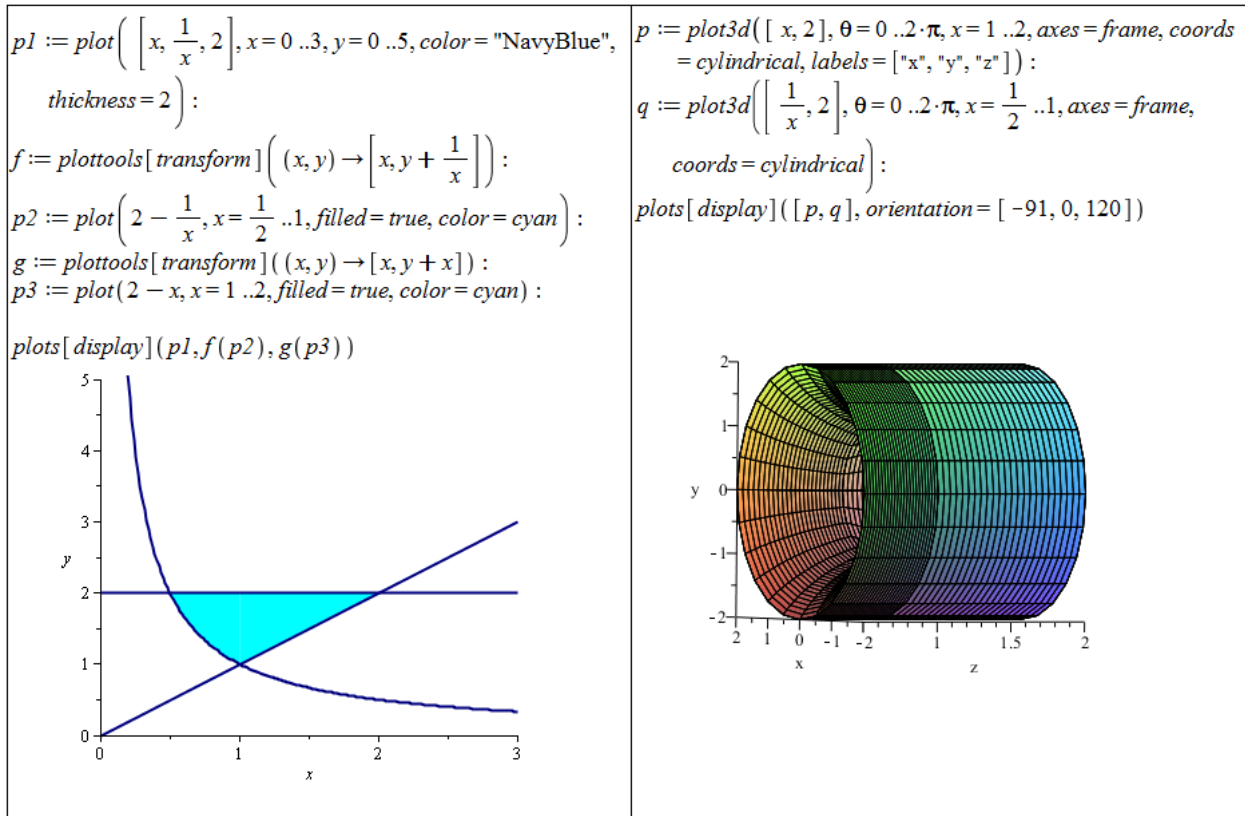 p1 := plot([x, 1/x, 2], x = 0 ..3, y = 0 ..5, color = "NavyBlue",
thickness = 2) :
f := plottools[transform]((x, y) → [x, y + 1/x]) :
p2 := plot(2 − 1/x, x = 1/2 ..1, filled = true, color = cyan) :
g := plottools[transform]((x, y) → [x, y + x]) :
p3 := plot(2 − x, x = 1 ..2, filled = true, color = cyan) :
plots[display](p1, f(p2), g(p3))
5
4
3
y
2
1
0
0 1 2 3
x
p := plot3d([ x, 2], θ = 0 ..2·π, x = 1 ..2, axes = frame, coords
= cylindrical, labels = ["x", "y", "z" ]) :
q := plot3d([ 1/x, 2], θ = 0 ..2·π, x = 1/2 ..1, axes = frame,
coords = cylindrical) :
plots[display]([p, q], orientation = [ −91, 0, 120])
2
1
y 0
-1
-2
2 1 0 -1 -2 1 1.5 2
x z